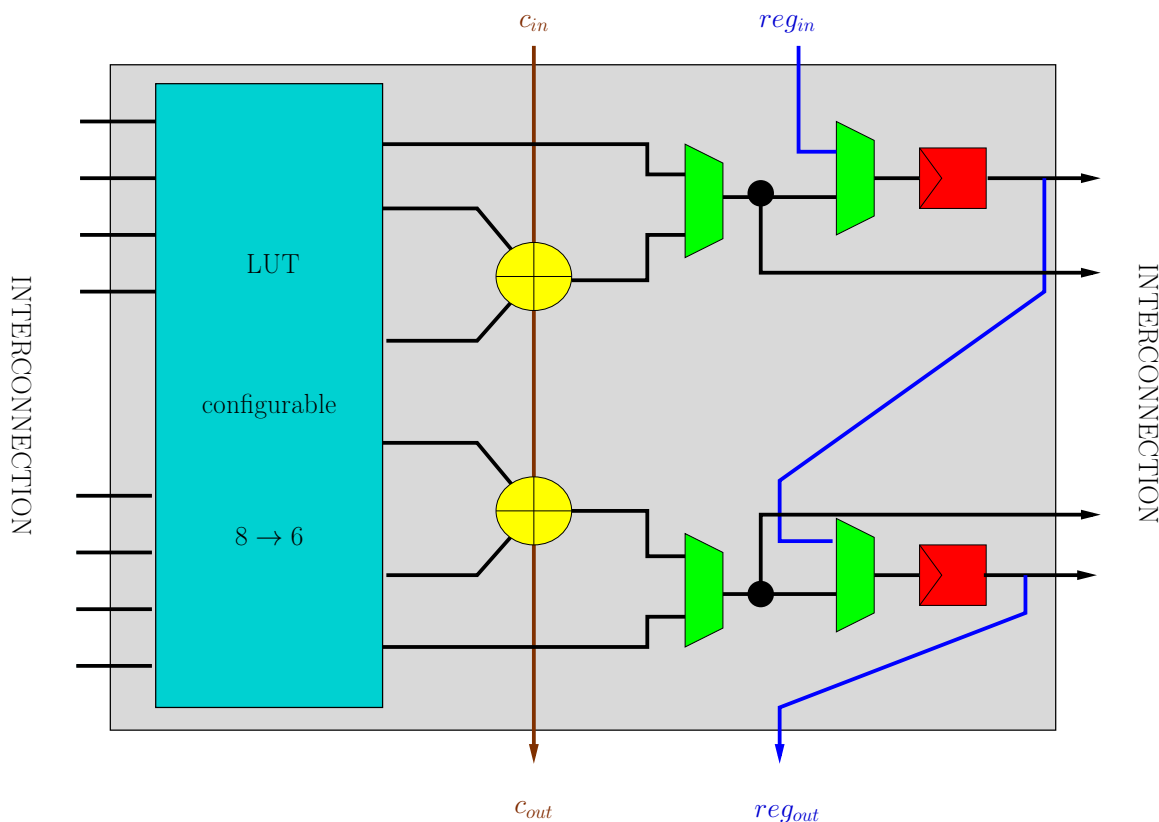 c_in
reg_in
INTERCONNECTION
LUT
configurable
8 → 6
INTERCONNECTION
c_out
reg_out